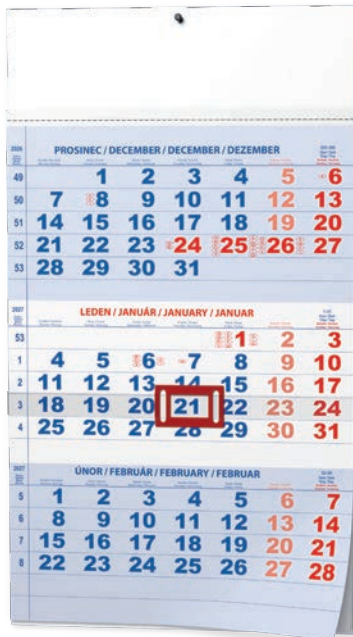 2026
PROSINEC / DECEMBER / DECEMBER / DEZEMBER
49 1 2 3 4 5 6
50 7 8 9 10 11 12 13
51 14 15 16 17 18 19 20
52 21 22 23 24 25 26 27
53 28 29 30 31
2027
LEDEN / JANUÁR / JANUARY / JANUAR
53 1 2 3
1 4 5 6 7 8 9 10
2 11 12 13 14 15 16 17
3 18 19 20 21 22 23 24
4 25 26 27 28 29 30 31
2027
ÚNOR / FEBRUÁR / FEBRUARY / FEBRUAR
5 1 2 3 4 5 6 7
6 8 9 10 11 12 13 14
7 15 16 17 18 19 20 21
8 22 23 24 25 26 27 28